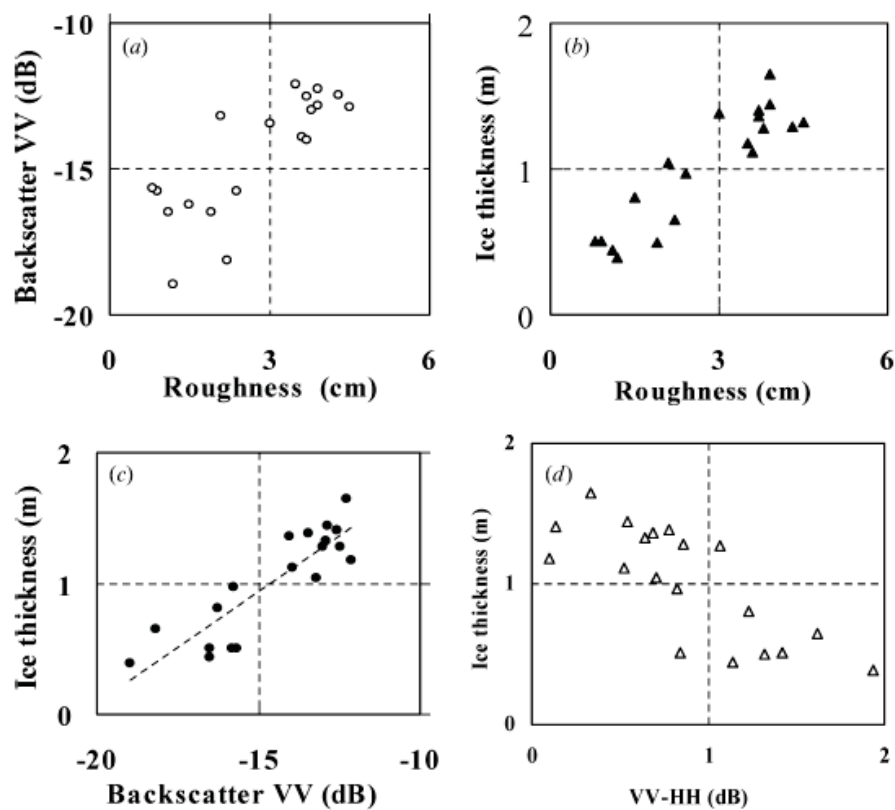 -10
(a)
Backscatter VV (dB)
-15
-20
0
3
6
Roughness (cm)
2
(b)
Ice thickness (m)
1
0
0
3
6
Roughness (cm)
2
(c)
Ice thickness (m)
1
0
-20
-15
-10
Backscatter VV (dB)
2
(d)
Ice thickness (m)
1
0
0
1
2
VV-HH (dB)